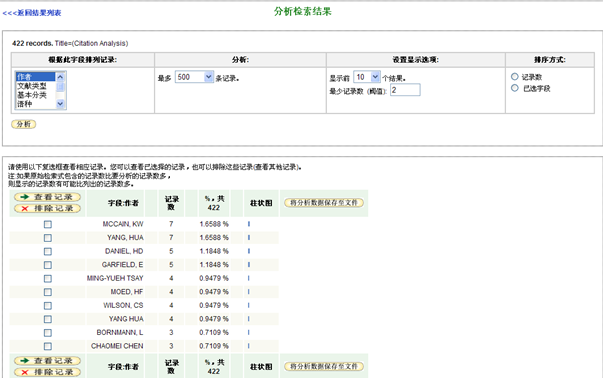 <<<返回结果列表
分析检索结果
422 records. Title=(Citation Analysis)
根据此字段排列记录: 分析: 设置显示选项: 排序方式:
作者
文献类型
基本分类
语种
最多 500 条记录。
显示前 10 个结果。
最少记录数 (阈值): 2
记录数
已选字段
分析
请使用以下复选框查看相应记录。您可以查看已选择的记录，也可以排除这些记录(查看其他记录)。
注:如果原始检索式包含的记录数比要分析的记录数多，
则显示的记录数有可能比列出的记录数多。
查看记录
排除记录
字段:作者 记录数 %，共 422 柱状图 将分析数据保存至文件
MCCAIN, KW 7 1.6588 %
YANG, HUA 7 1.6588 %
DANIEL, HD 5 1.1848 %
GARFIELD, E 5 1.1848 %
MING-YUEH TSAY 4 0.9479 %
MOED, HF 4 0.9479 %
WILSON, CS 4 0.9479 %
YANG HUA 4 0.9479 %
BORNMANN, L 3 0.7109 %
CHAOMEI CHEN 3 0.7109 %
查看记录
排除记录
字段:作者 记录数 %，共 422 柱状图 将分析数据保存至文件